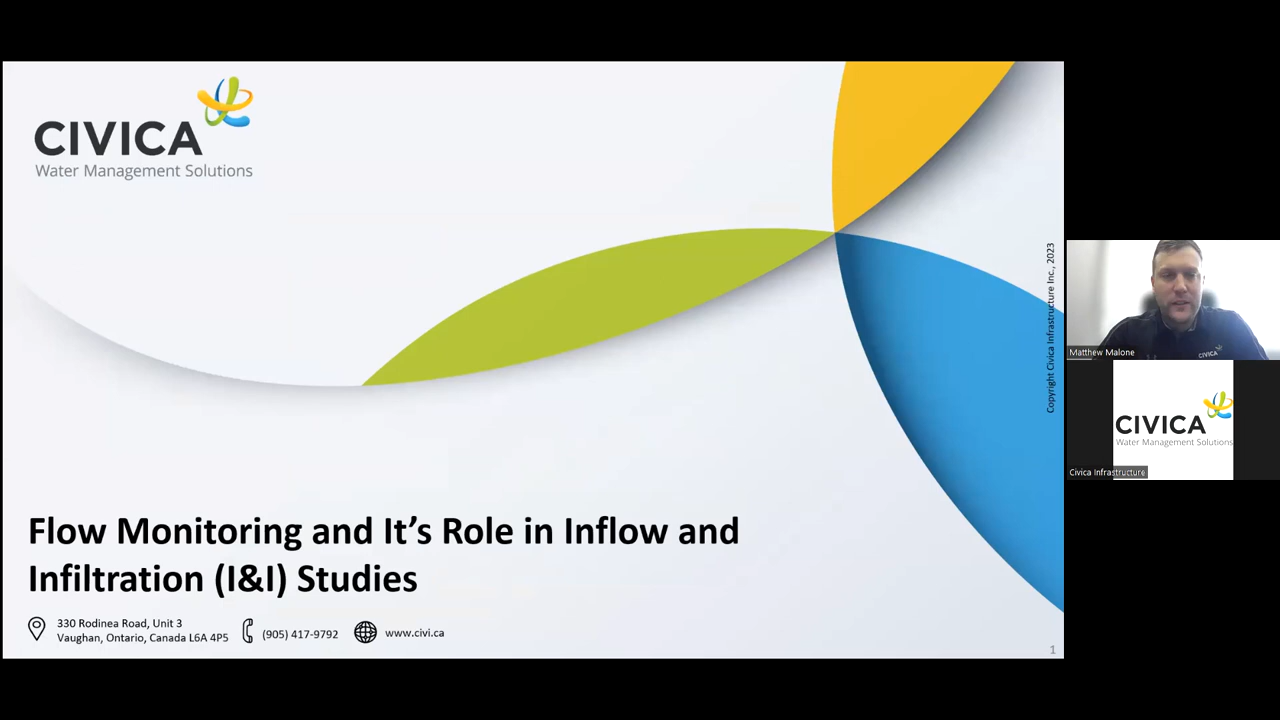 CIVICA
Water Management Solutions
Copyright Civica Infrastructure Inc., 2023
Flow Monitoring and It’s Role in Inflow and
Infiltration (I&I) Studies
330 Rodinea Road, Unit 3
Vaughan, Ontario, Canada L6A 4P5
(905) 417-9792
www.civi.ca
1
CIVICA
Matthew Malone
CIVICA
Water Management Solutions
Civica Infrastructure